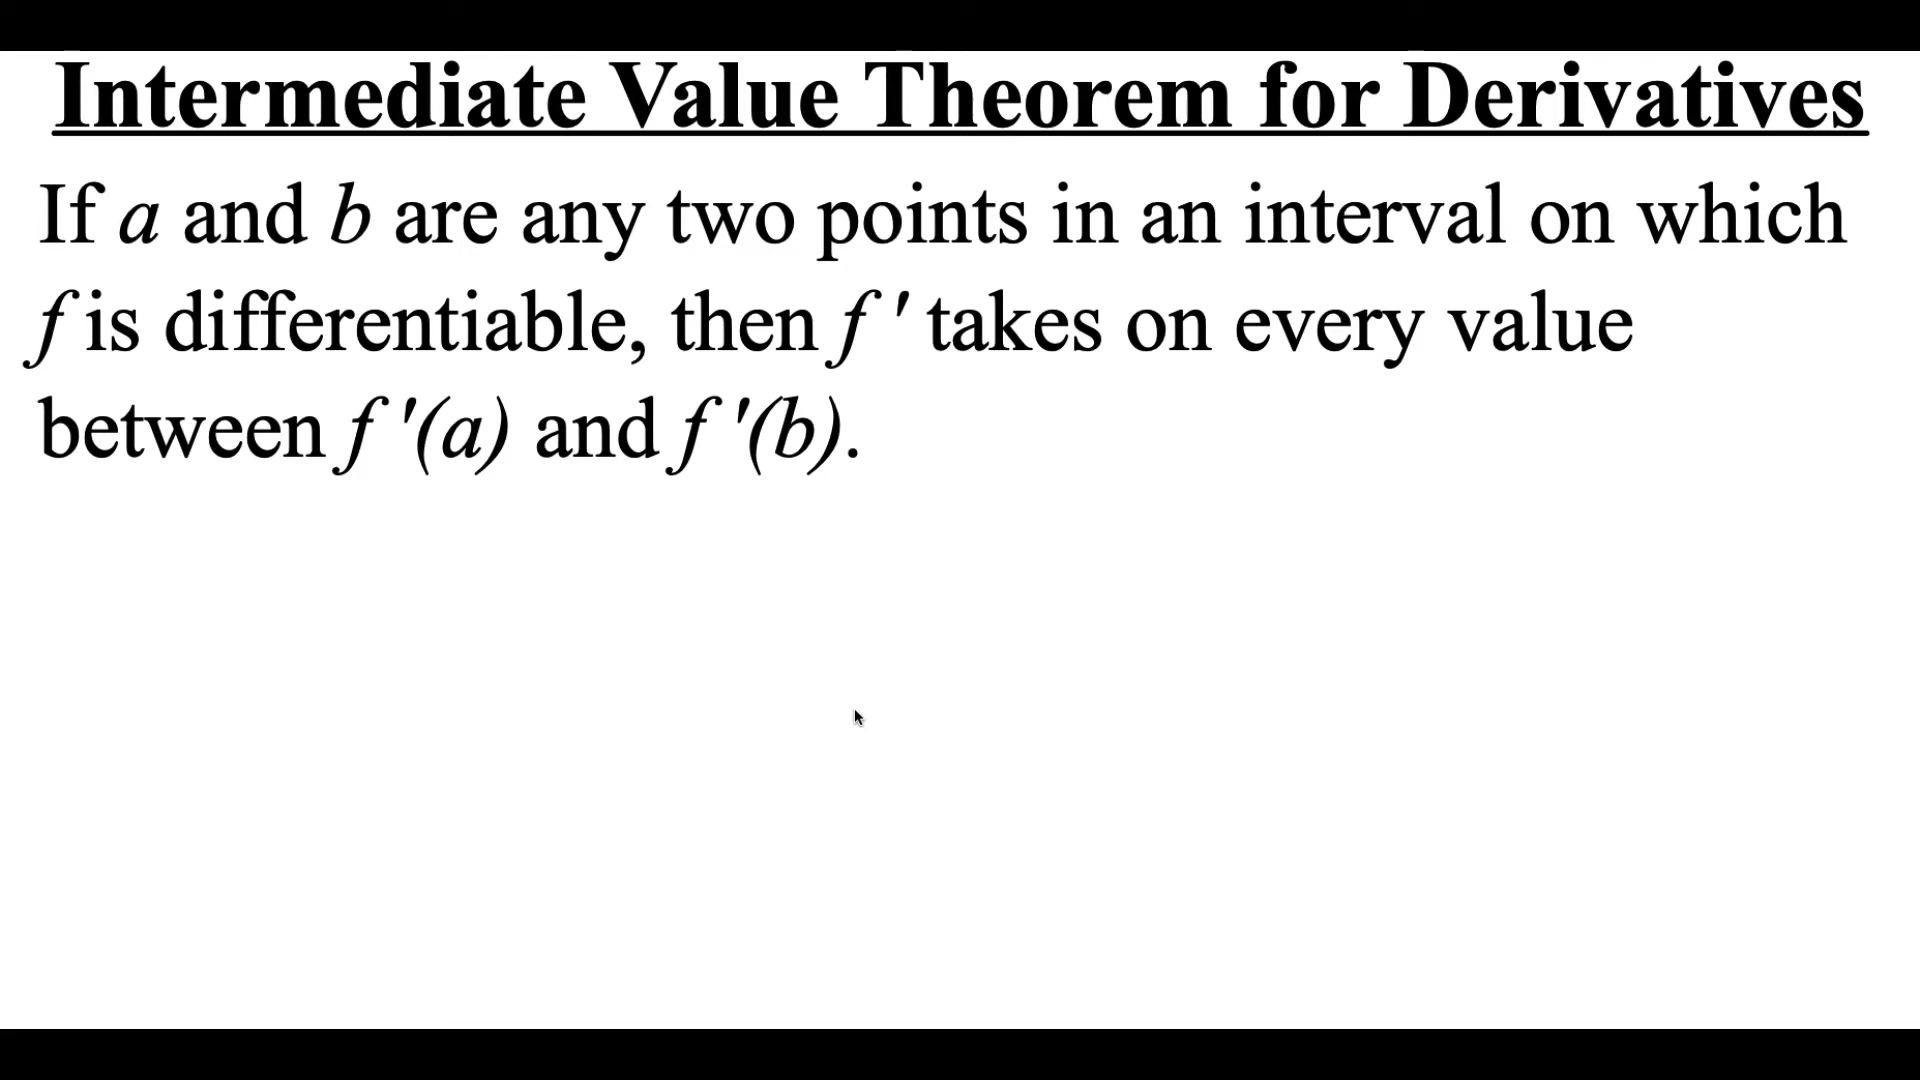 Intermediate Value Theorem for Derivatives
If a and b are any two points in an interval on which
f is differentiable, then f ' takes on every value
between f '(a) and f '(b).